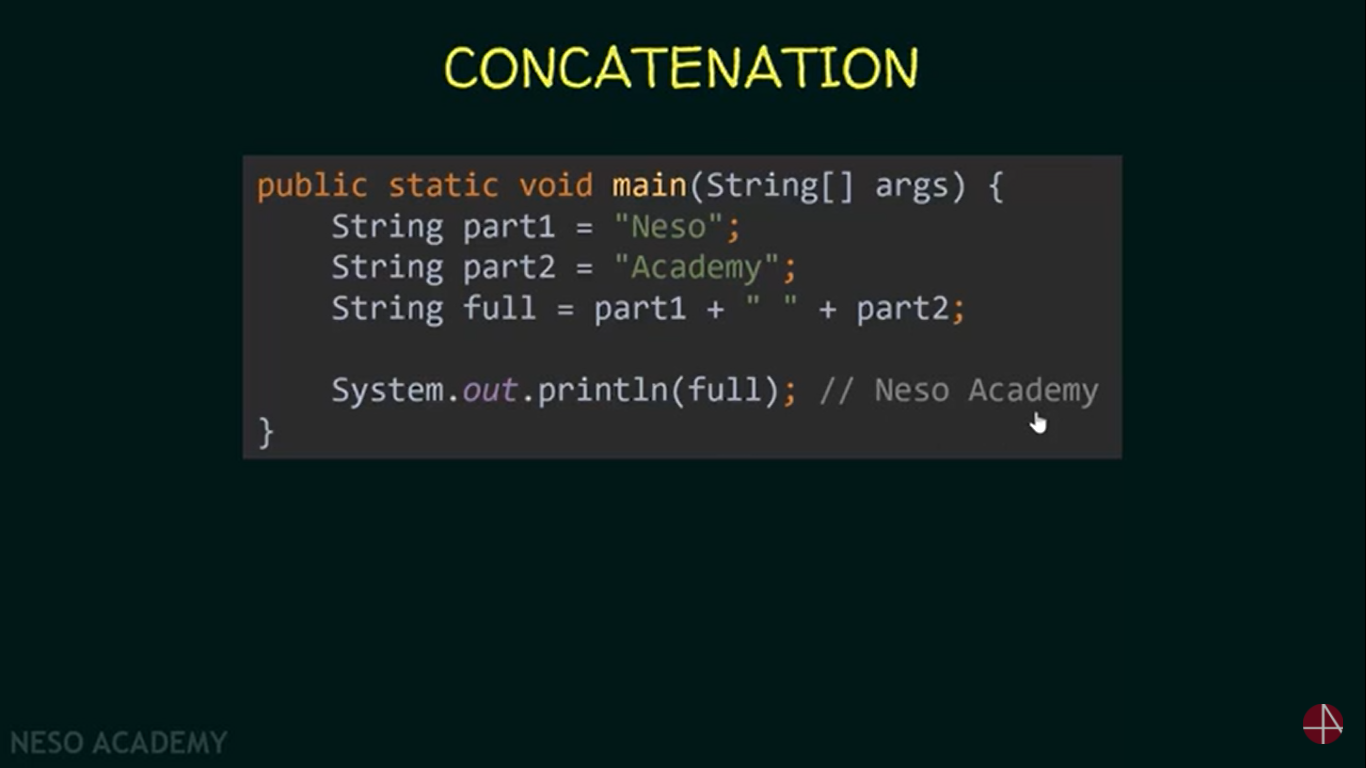 CONCATENATION
public static void main(String[] args) {
    String part1 = "Neso";
    String part2 = "Academy";
    String full = part1 + " " + part2;
    System.out.println(full); // Neso Academy
}
NESO ACADEMY